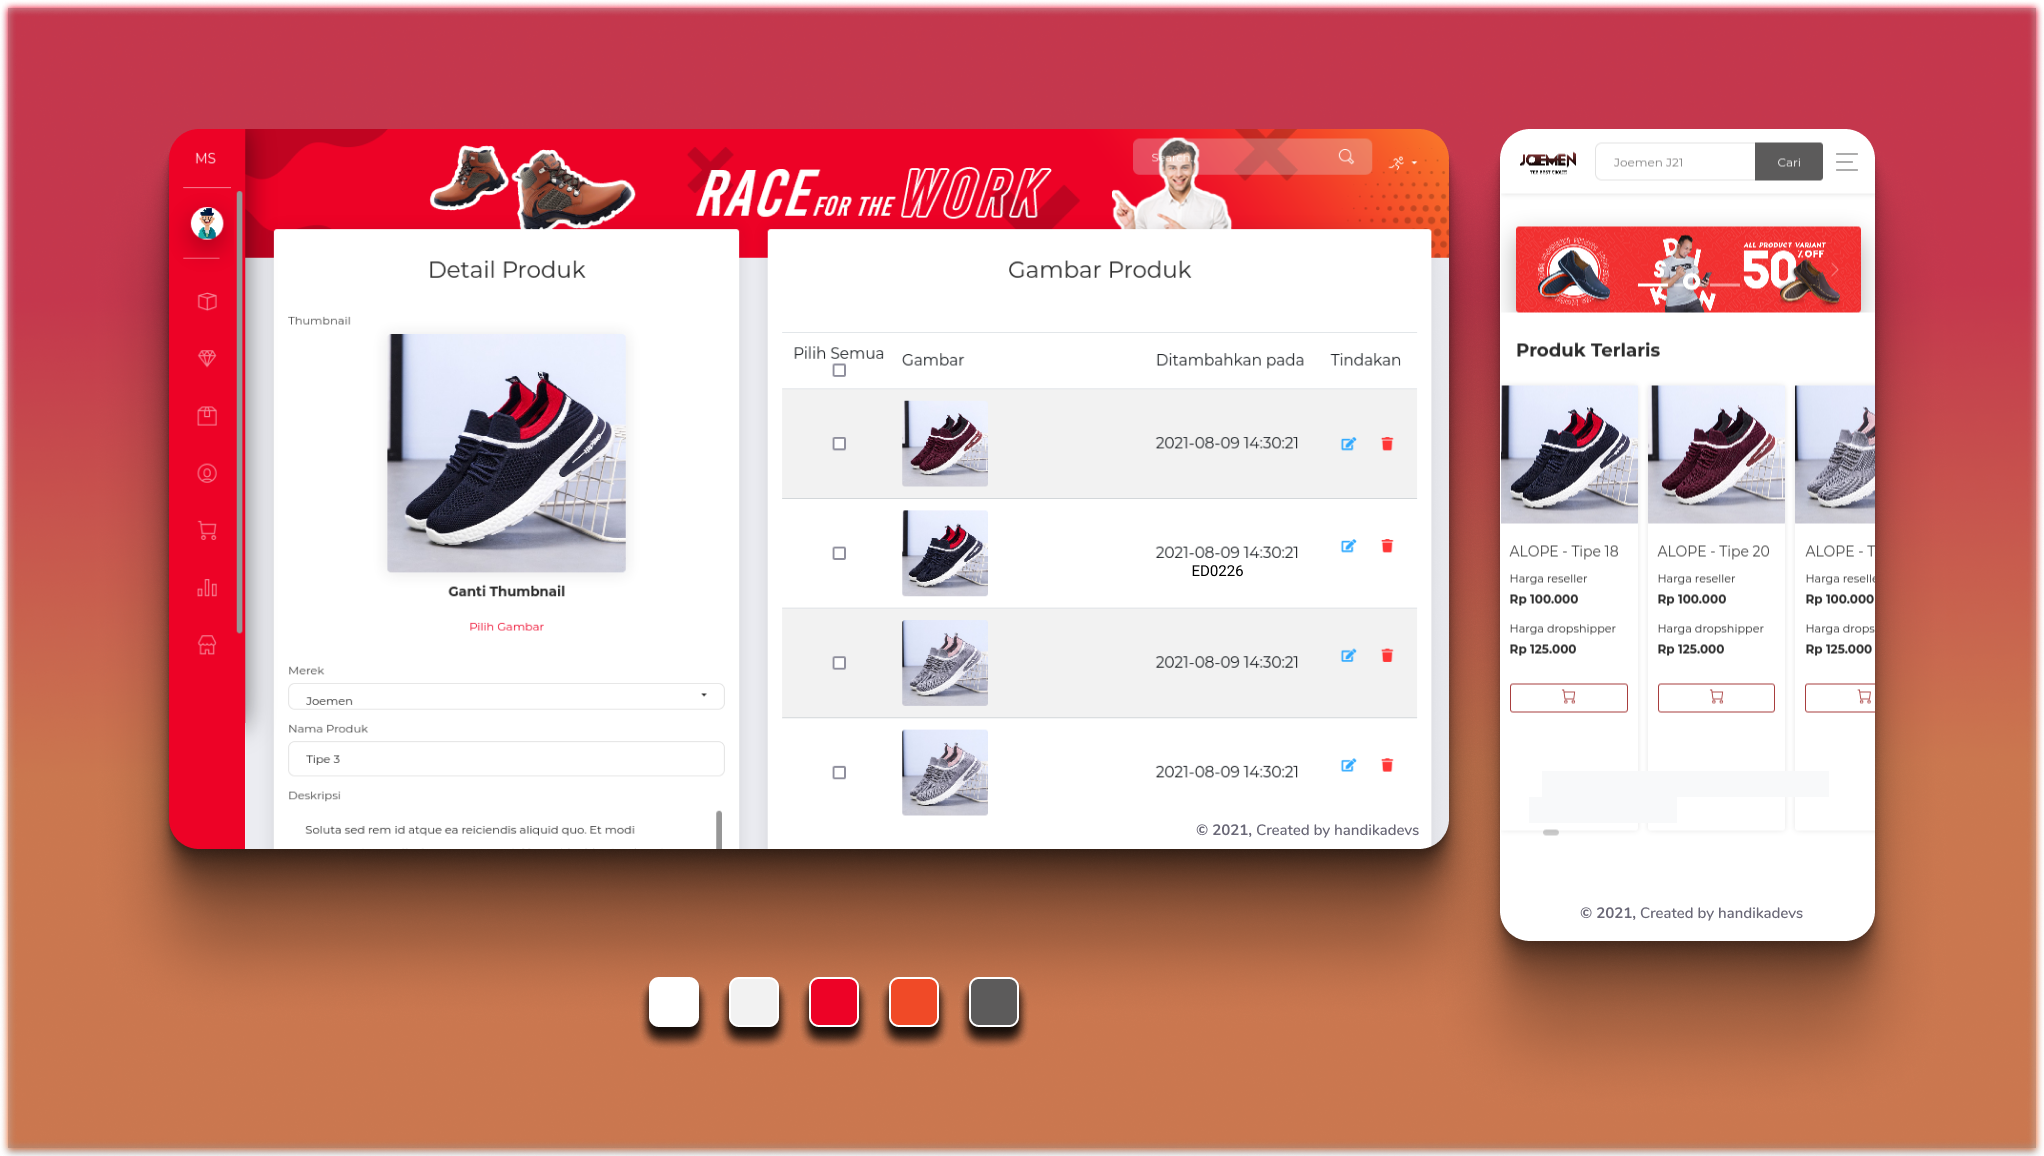 MS
RACE FOR THE WORK
Detail Produk
Thumbnail
Ganti Thumbnail
Pilih Gambar
Merek
Joemen
Nama Produk
Tipe 3
Deskripsi
Soluta sed rem id atque ea reiciendis aliquid quo. Et modi
Gambar Produk
Pilih Semua Gambar Ditambahkan pada Tindakan
2021-08-09 14:30:21
2021-08-09 14:30:21
ED0226
2021-08-09 14:30:21
2021-08-09 14:30:21
© 2021, Created by handikadevs
JOEMEN
Joemen J21 Cari
DISKON
ALL PRODUCT VARIANT
50% OFF
Produk Terlaris
ALOPE - Tipe 18
Harga reseller
Rp 100.000
Harga dropshipper
Rp 125.000
ALOPE - Tipe 20
Harga reseller
Rp 100.000
Harga dropshipper
Rp 125.000
ALOPE - T
Harga reselle
Rp 100.000
Harga drops
Rp 125.000
© 2021, Created by handikadevs